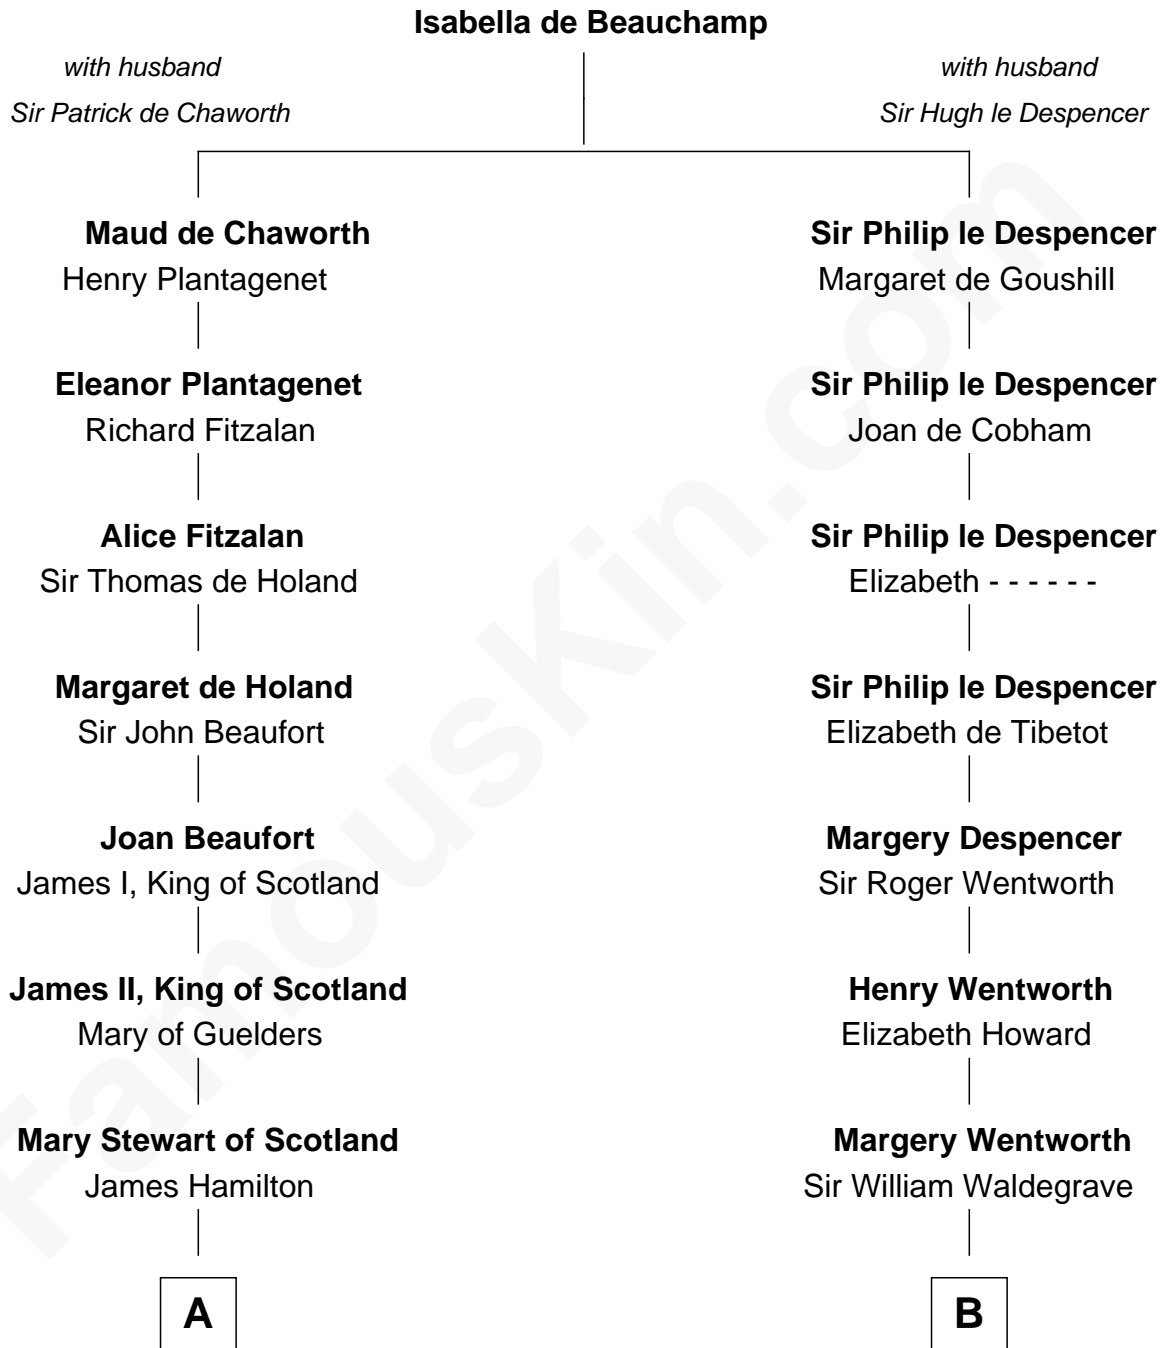 Isabella de Beauchamp
with husband
Sir Patrick de Chaworth
with husband
Sir Hugh le Despencer
Maud de Chaworth
Henry Plantagenet
Sir Philip le Despencer
Margaret de Goushill
Eleanor Plantagenet
Richard Fitzalan
Sir Philip le Despencer
Joan de Cobham
Alice Fitzalan
Sir Thomas de Holand
Sir Philip le Despencer
Elizabeth - - - - - -
Margaret de Holand
Sir John Beaufort
Sir Philip le Despencer
Elizabeth de Tibetot
Joan Beaufort
James I, King of Scotland
Margery Despencer
Sir Roger Wentworth
James II, King of Scotland
Mary of Guelders
Henry Wentworth
Elizabeth Howard
Mary Stewart of Scotland
James Hamilton
Margery Wentworth
Sir William Waldegrave
A
B
FamousKin.com